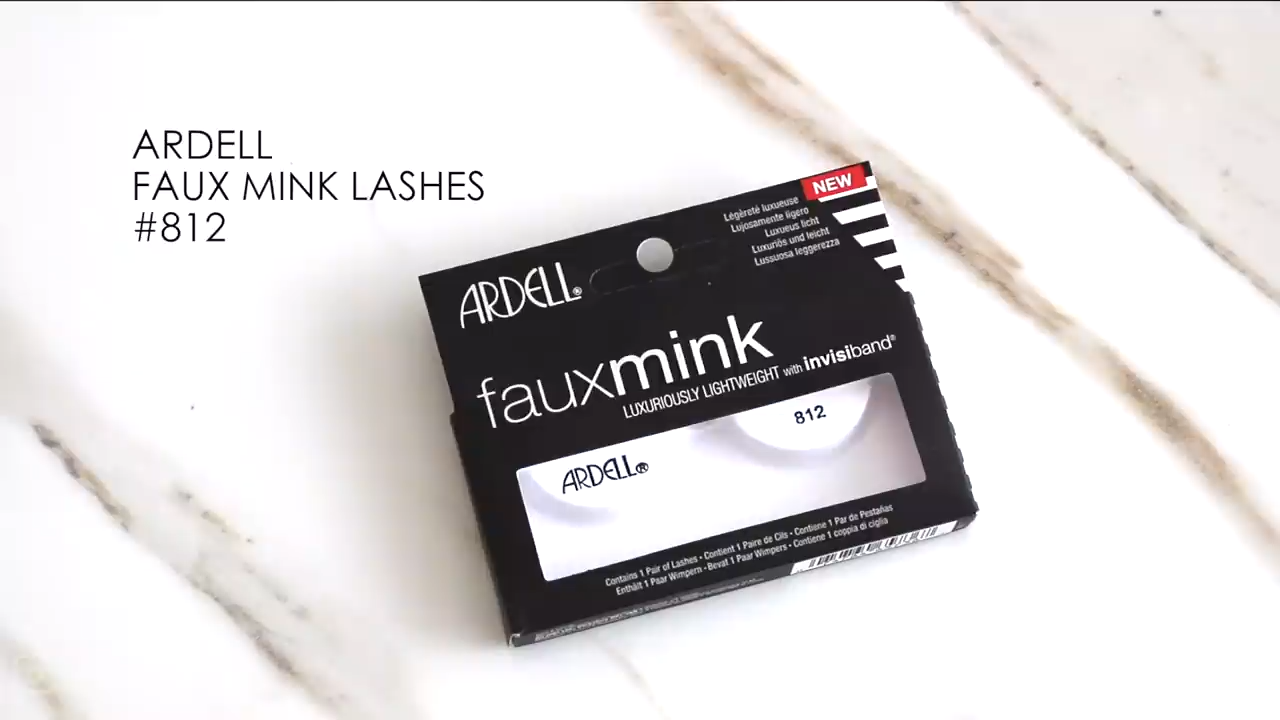 ARDELL
FAUX MINK LASHES
#812
NEW
Légèreté luxueuse
Lujosamente ligero
Luxueus licht
Luxuriös und leicht
Lussuosa leggerezza
ARDELL®
fauxmink
LUXURIOUSLY LIGHTWEIGHT with invisiband®
812
ARDELL®
Contains 1 Pair of Lashes • Contient 1 Paire de Cils • Contiene 1 Par de Pestañas
Enthält 1 Paar Wimpern • Bevat 1 Paar Wimpers • Contiene 1 coppia di ciglia